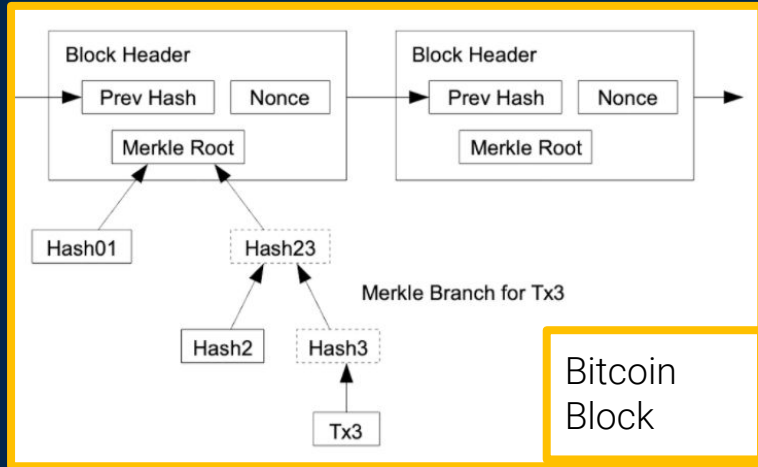 Block Header
Block Header
Prev Hash
Nonce
Prev Hash
Nonce
Merkle Root
Merkle Root
Hash01
Hash23
Merkle Branch for Tx3
Hash2
Hash3
Tx3
Bitcoin
Block